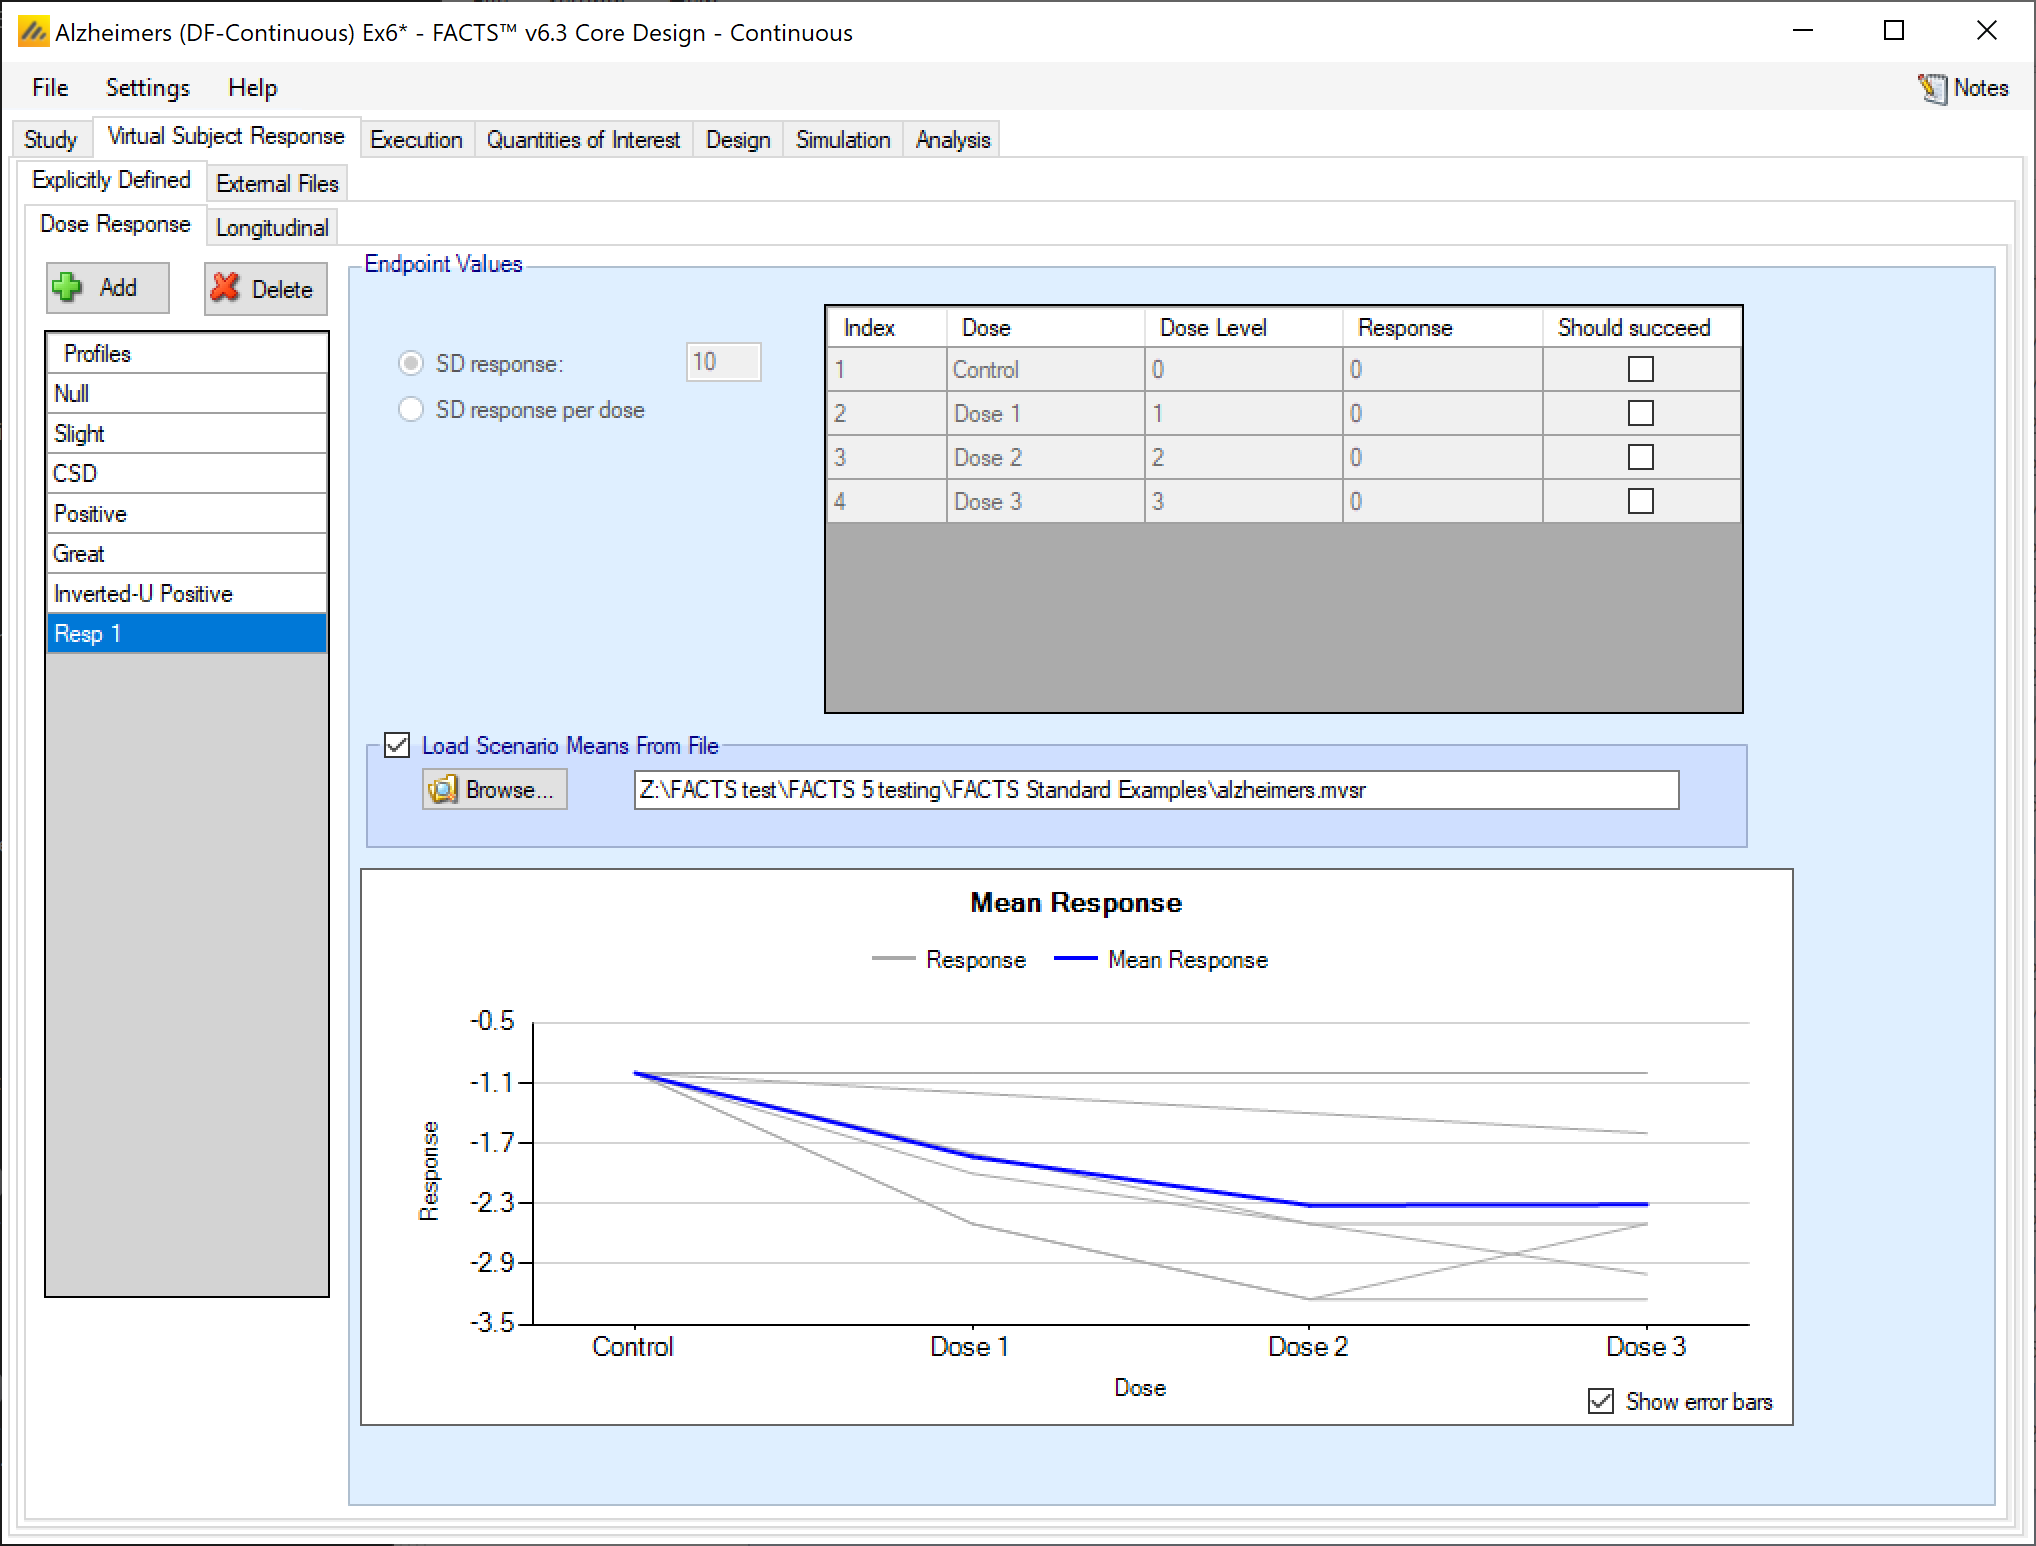 Alzheimers (DF-Continuous) Ex6* - FACTS™ v6.3 Core Design - Continuous
File Settings Help Notes
Study Virtual Subject Response Execution Quantities of Interest Design Simulation Analysis
Explicitly Defined External Files
Dose Response Longitudinal
Add Delete
Profiles
Null
Slight
CSD
Positive
Great
Inverted-U Positive
Resp 1
Endpoint Values
SD response: 10
SD response per dose
Index Dose Dose Level Response Should succeed
1 Control 0 0
2 Dose 1 1 0
3 Dose 2 2 0
4 Dose 3 3 0
Load Scenario Means From File
Browse... Z:\FACTS test\FACTS 5 testing\FACTS Standard Examples\alzheimers.mvsr
Mean Response
Response Mean Response
-0.5
-1.1
-1.7
-2.3
-2.9
-3.5
Response
Control Dose 1 Dose 2 Dose 3
Dose
Show error bars